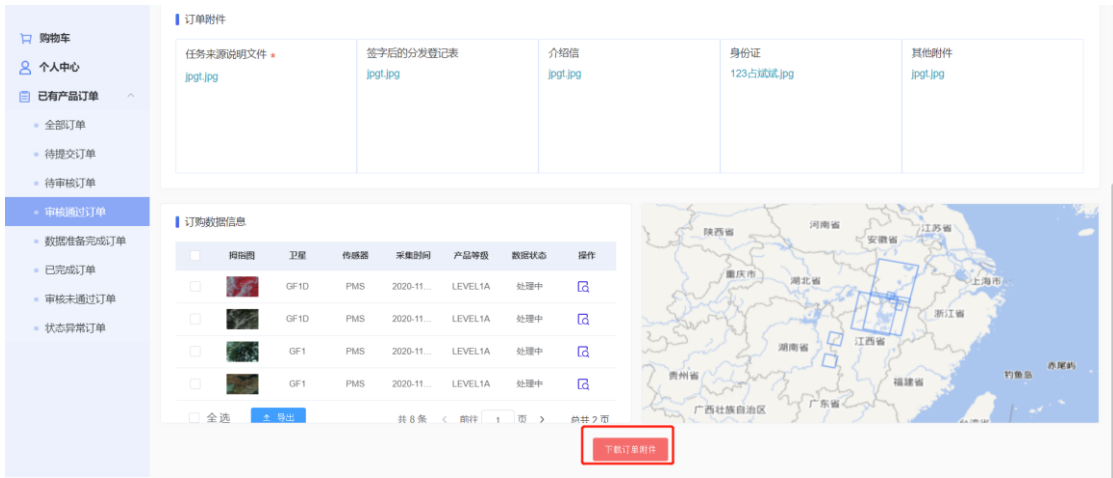 购物车
个人中心
已有产品订单
全部订单
待提交订单
待审核订单
审核通过订单
数据准备完成订单
已完成订单
审核未通过订单
状态异常订单
订单附件
任务来源说明文件 *
jpgt.jpg
签字后的分发登记表
jpgt.jpg
介绍信
jpgt.jpg
身份证
123占斌斌.jpg
其他附件
jpgt.jpg
订购数据信息
拇指图 卫星 传感器 采集时间 产品等级 数据状态 操作
GF1D PMS 2020-11... LEVEL1A 处理中
GF1D PMS 2020-11... LEVEL1A 处理中
GF1 PMS 2020-11... LEVEL1A 处理中
GF1 PMS 2020-11... LEVEL1A 处理中
全选 导出 共 8 条 前往 1 页 总共 2 页
陕西省
河南省
江苏省
安徽省
重庆市
湖北省
上海市
浙江省
湖南省
江西省
贵州省
福建省
钓鱼岛
赤尾屿
广西壮族自治区
广东省
台湾省
下载订单附件